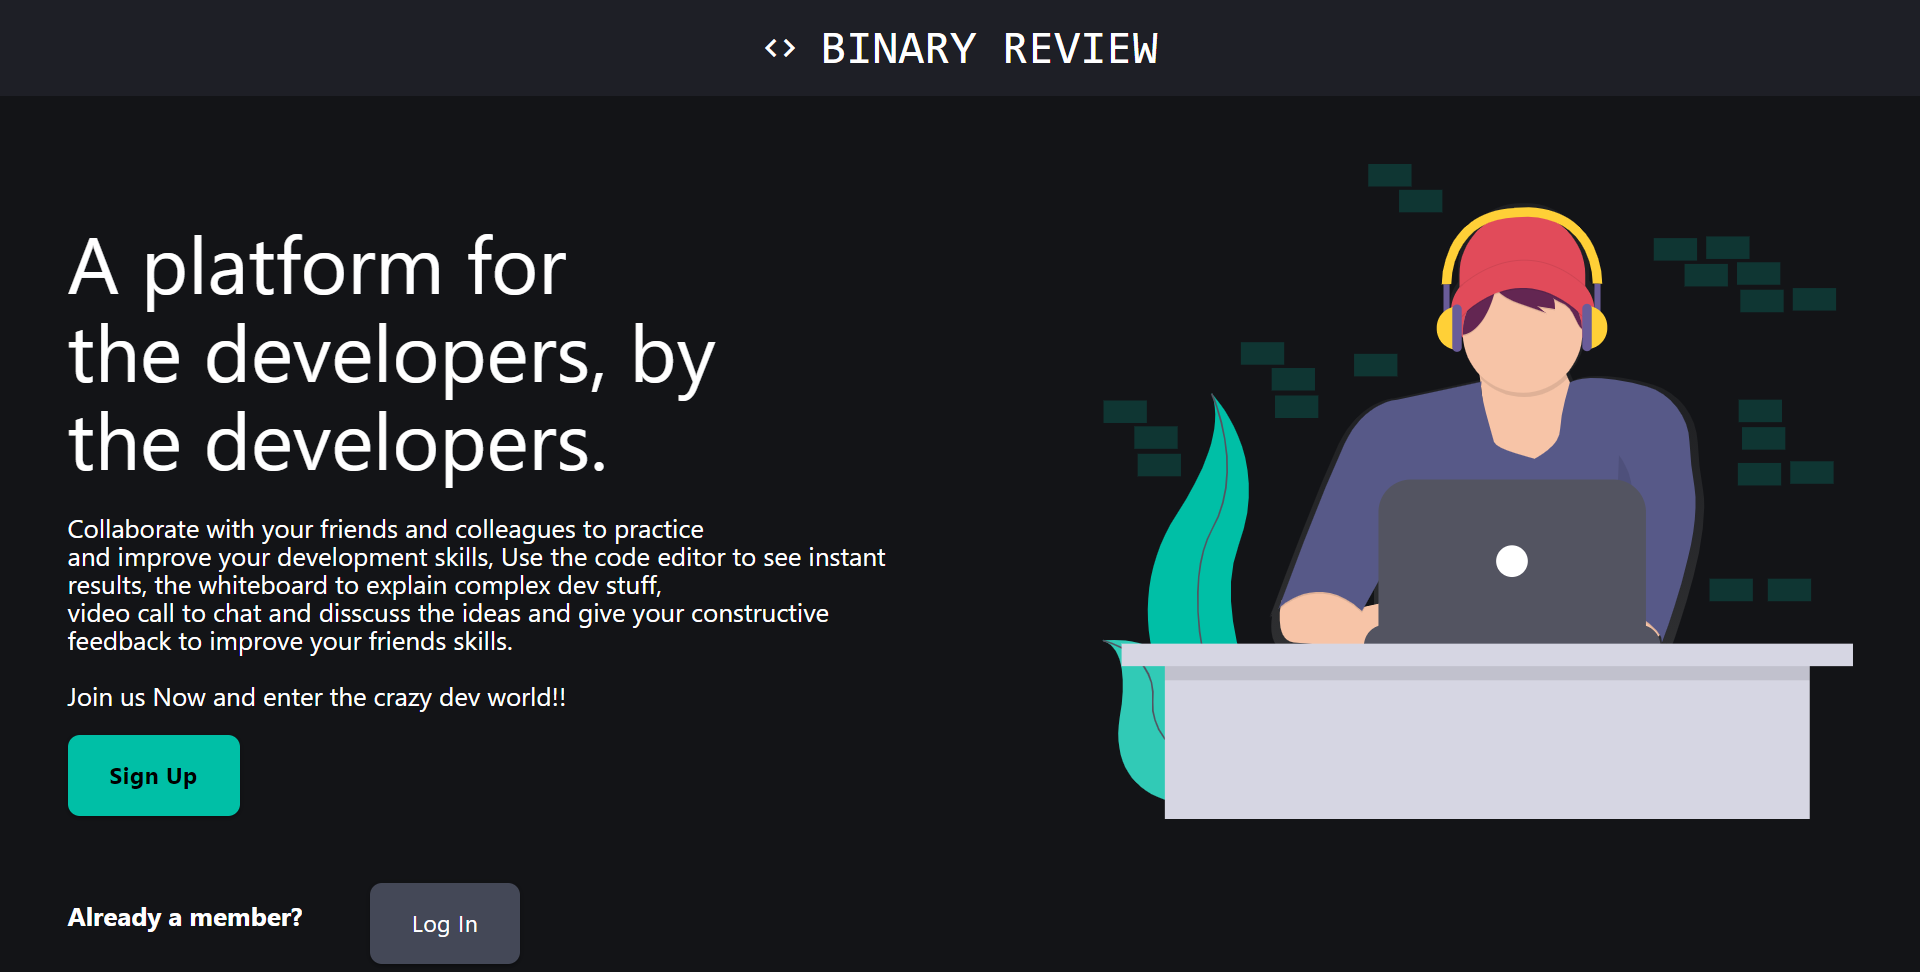 <> BINARY REVIEW
A platform for
the developers, by
the developers.
Collaborate with your friends and colleagues to practice
and improve your development skills, Use the code editor to see instant
results, the whiteboard to explain complex dev stuff,
video call to chat and disscuss the ideas and give your constructive
feedback to improve your friends skills.
Join us Now and enter the crazy dev world!!
Sign Up
Already a member?
Log In